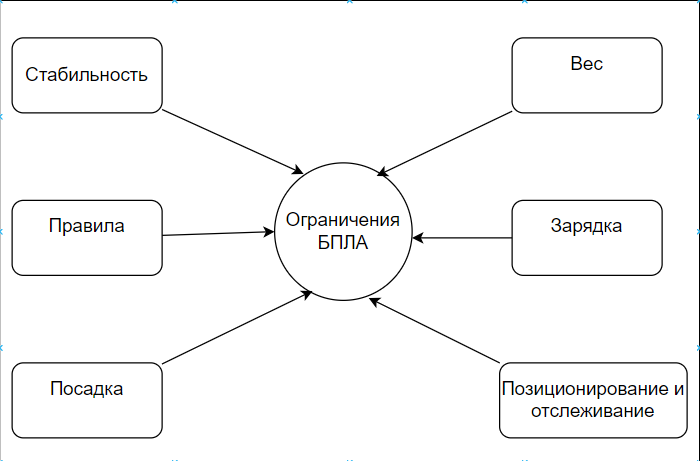 Стабильность
Вес
Правила
Ограничения
БПЛА
Зарядка
Посадка
Позиционирование и
отслеживание